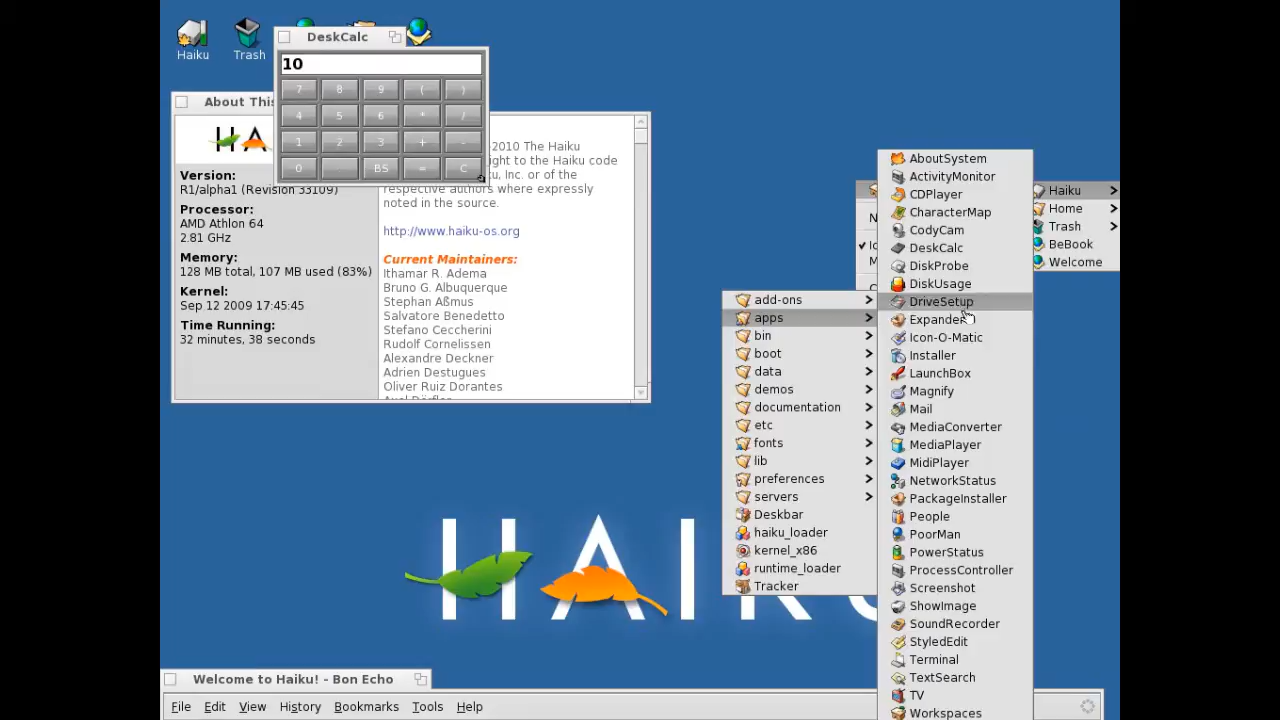 Haiku
Trash
DeskCalc
10
7 8 9 ( )
4 5 6 * /
1 2 3 + -
0 BS = C
About This
Version:
R1/alpha1 (Revision 33109)
Processor:
AMD Athlon 64
2.81 GHz
Memory:
128 MB total, 107 MB used (83%)
Kernel:
Sep 12 2009 17:45:45
Time Running:
32 minutes, 38 seconds
2010 The Haiku
to the Haiku code
Inc. or of the
respective authors where expressly
noted in the source.
http://www.haiku-os.org
Current Maintainers:
Ithamar R. Adema
Bruno G. Albuquerque
Stephan Aßmus
Salvatore Benedetto
Stefano Ceccherini
Rudolf Cornelissen
Alexandre Deckner
Adrien Destugues
Oliver Ruiz Dorantes
Axel Dörfler
add-ons
apps
bin
boot
data
demos
documentation
etc
fonts
lib
preferences
servers
Deskbar
haiku_loader
kernel_x86
runtime_loader
Tracker
AboutSystem
ActivityMonitor
CDPlayer
CharacterMap
CodyCam
DeskCalc
DiskProbe
DiskUsage
DriveSetup
Expander
Icon-O-Matic
Installer
LaunchBox
Magnify
Mail
MediaConverter
MediaPlayer
MidiPlayer
NetworkStatus
PackageInstaller
People
PoorMan
PowerStatus
ProcessController
Screenshot
ShowImage
SoundRecorder
StyledEdit
Terminal
TextSearch
TV
Workspaces
Haiku
Home
Trash
BeBook
Welcome
HAIKU
Welcome to Haiku! - Bon Echo
File Edit View History Bookmarks Tools Help